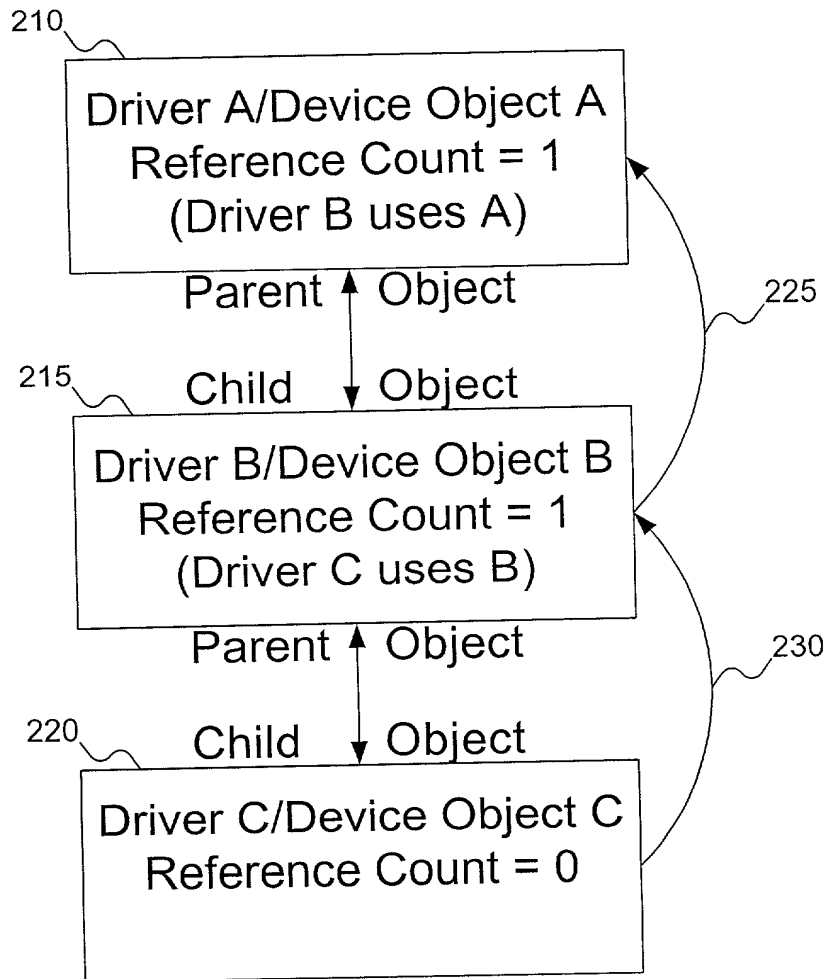 210
Driver A/Device Object A
Reference Count = 1
(Driver B uses A)
Parent Object
225
215
Child Object
Driver B/Device Object B
Reference Count = 1
(Driver C uses B)
Parent Object
230
220
Child Object
Driver C/Device Object C
Reference Count = 0